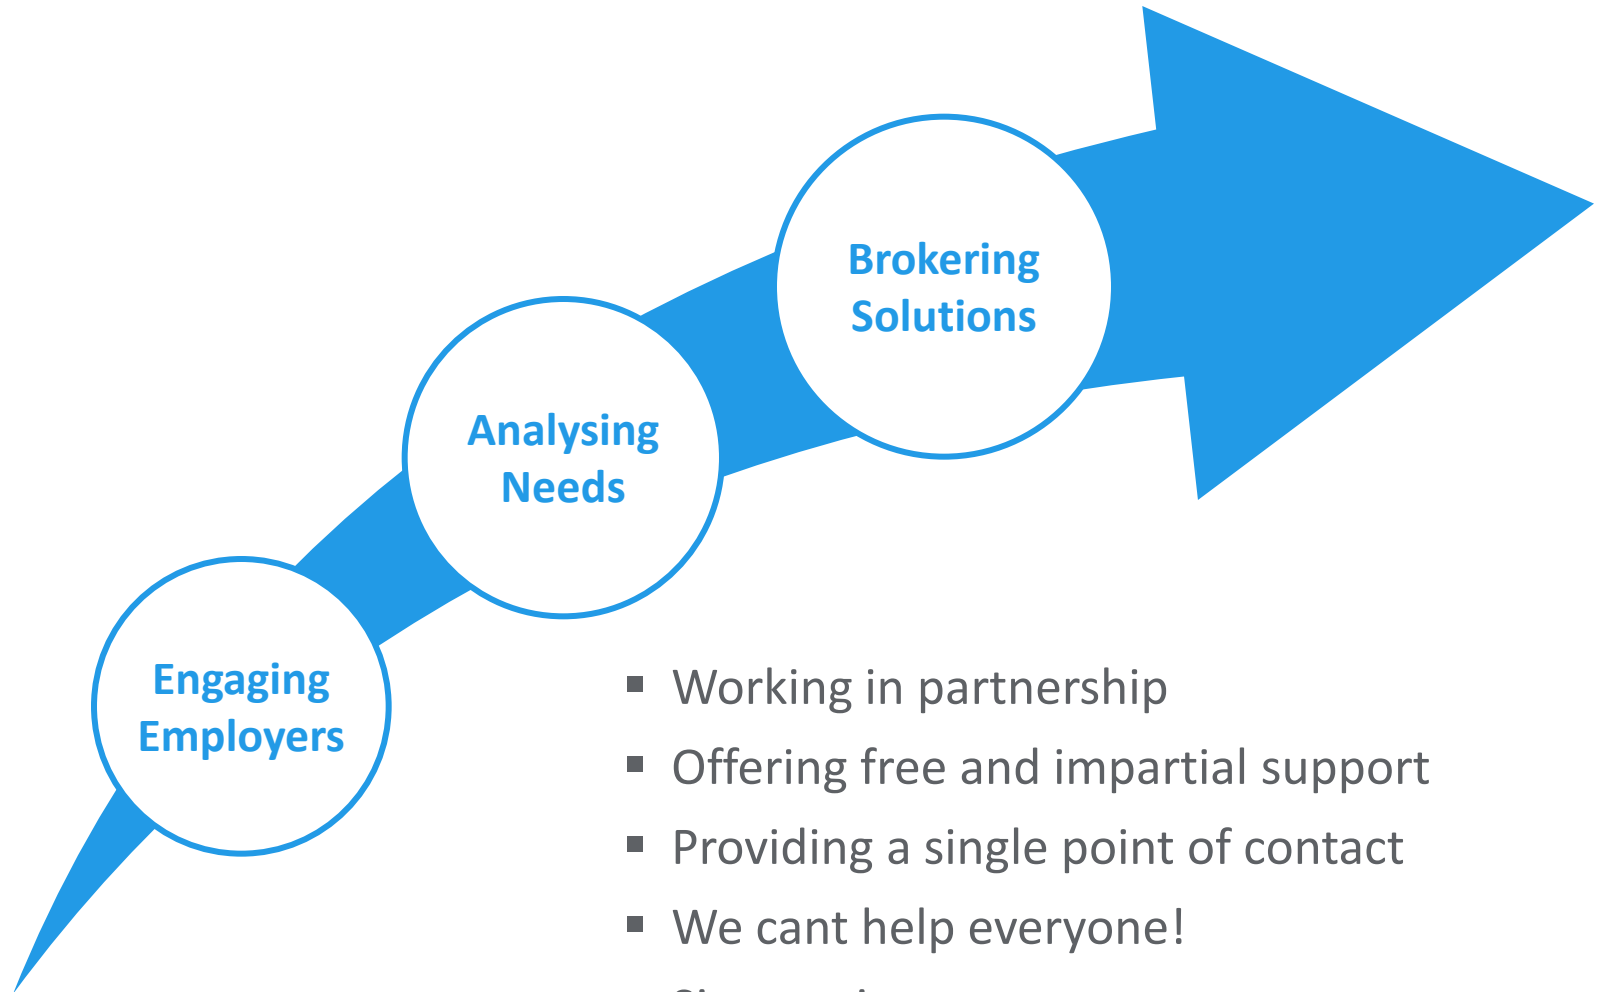 Brokering
Solutions
Analysing
Needs
Engaging
Employers
▪ Working in partnership
▪ Offering free and impartial support
▪ Providing a single point of contact
▪ We cant help everyone!